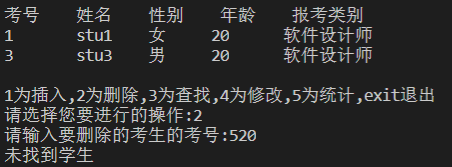 考号 姓名 性别 年龄 报考类别
1 stu1 女 20 软件设计师
3 stu3 男 20 软件设计师
1为插入,2为删除,3为查找,4为修改,5为统计,exit退出
请选择您要进行的操作:2
请输入要删除的考生的考号:520
未找到学生